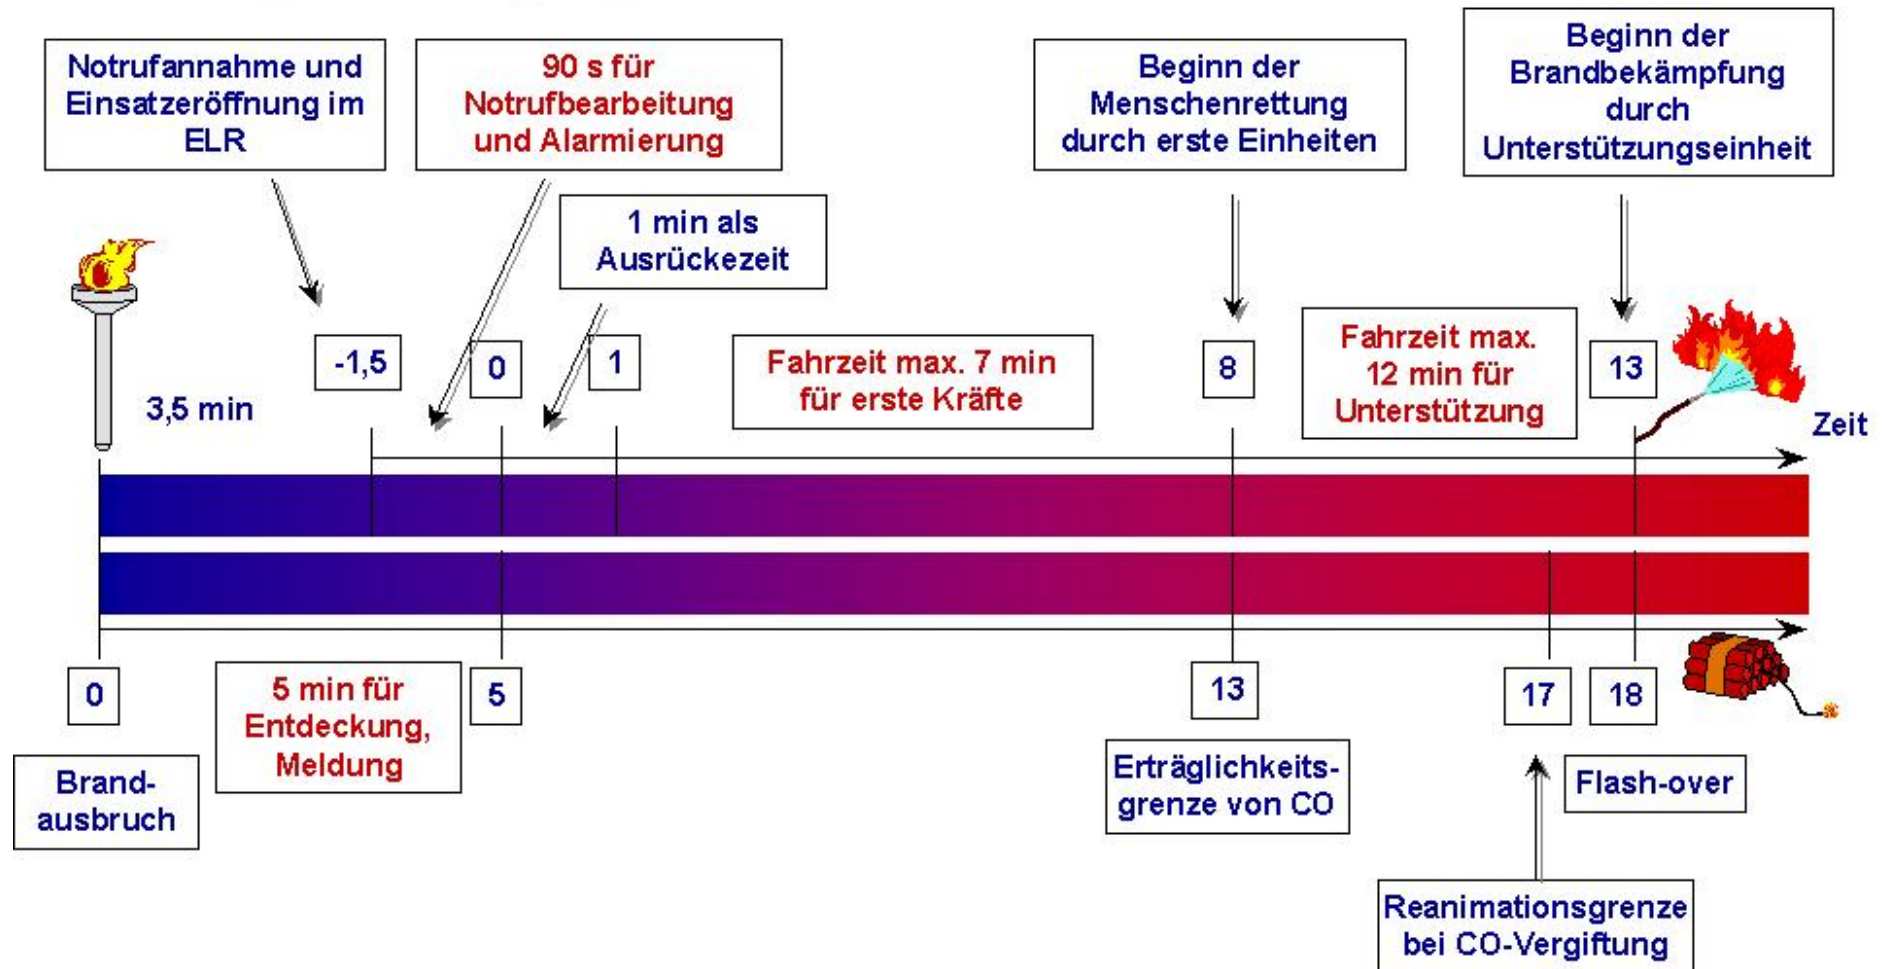 Notrufannahme und
Einsatzeröffnung im
ELR
90 s für
Notrufbearbeitung
und Alarmierung
1 min als
Ausrückezeit
Beginn der
Menschenrettung
durch erste Einheiten
Beginn der
Brandbekämpfung
durch
Unterstützungseinheit
3,5 min
-1,5
0
1
Fahrzeit max. 7 min
für erste Kräfte
8
Fahrzeit max.
12 min für
Unterstützung
13
Zeit
0
5 min für
Entdeckung,
Meldung
5
13
17
18
Brand-
ausbruch
Erträglichkeits-
grenze von CO
Flash-over
Reanimationsgrenze
bei CO-Vergiftung